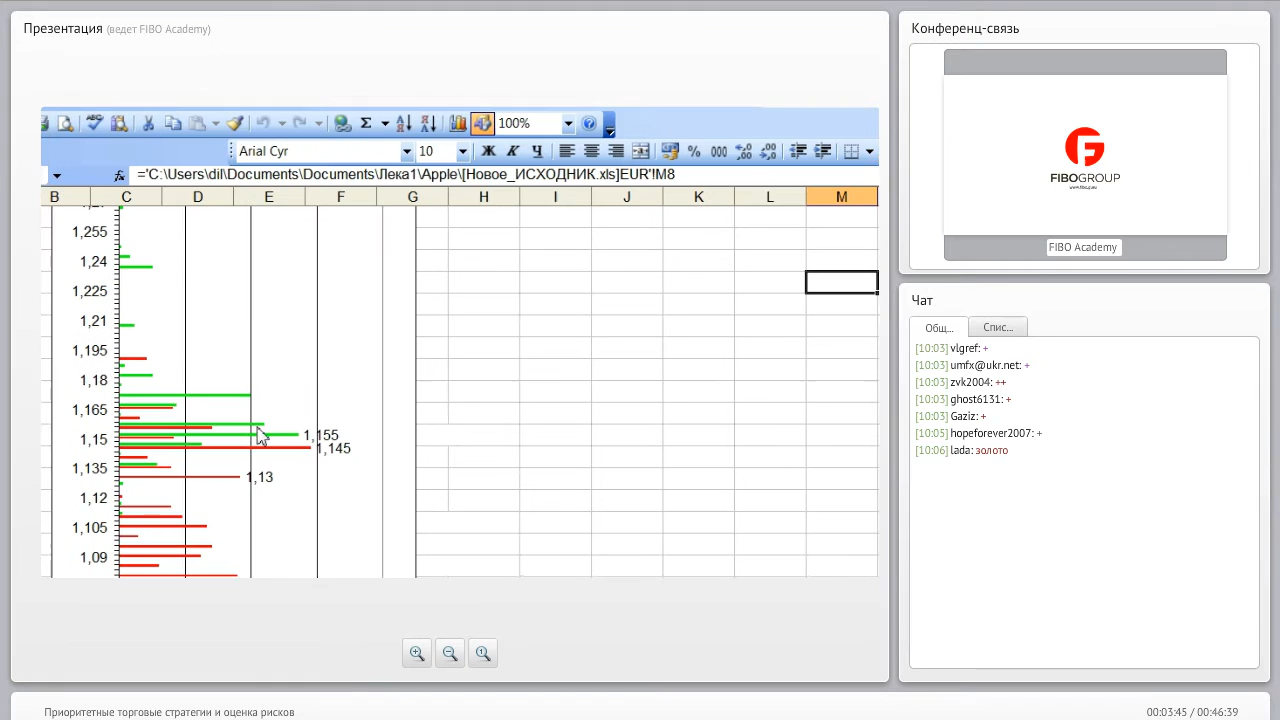 Презентация (ведет FIBO Academy)
100%
Arial Cyr 10 Ж К Ч % 000
fx ='C:\Users\dil\Documents\Documents\Лека1\Apple\[Новое_ИСХОДНИК.xls]EUR'!M8
B C D E F G H I J K L M
1,255
1,24
1,225
1,21
1,195
1,18
1,165
1,15
1,135
1,12
1,105
1,09
1,155
1,145
1,13
Конференц-связь
FIBOGROUP
FIBO Academy
Чат
Общ... Спис...
[10:03] vlgref: +
[10:03] umfx@ukr.net: +
[10:03] zvk2004: ++
[10:03] ghost6131: +
[10:03] Gaziz: +
[10:05] hopeforever2007: +
[10:06] lada: золото
Приоритетные торговые стратегии и оценка рисков
00:03:45 / 00:46:39